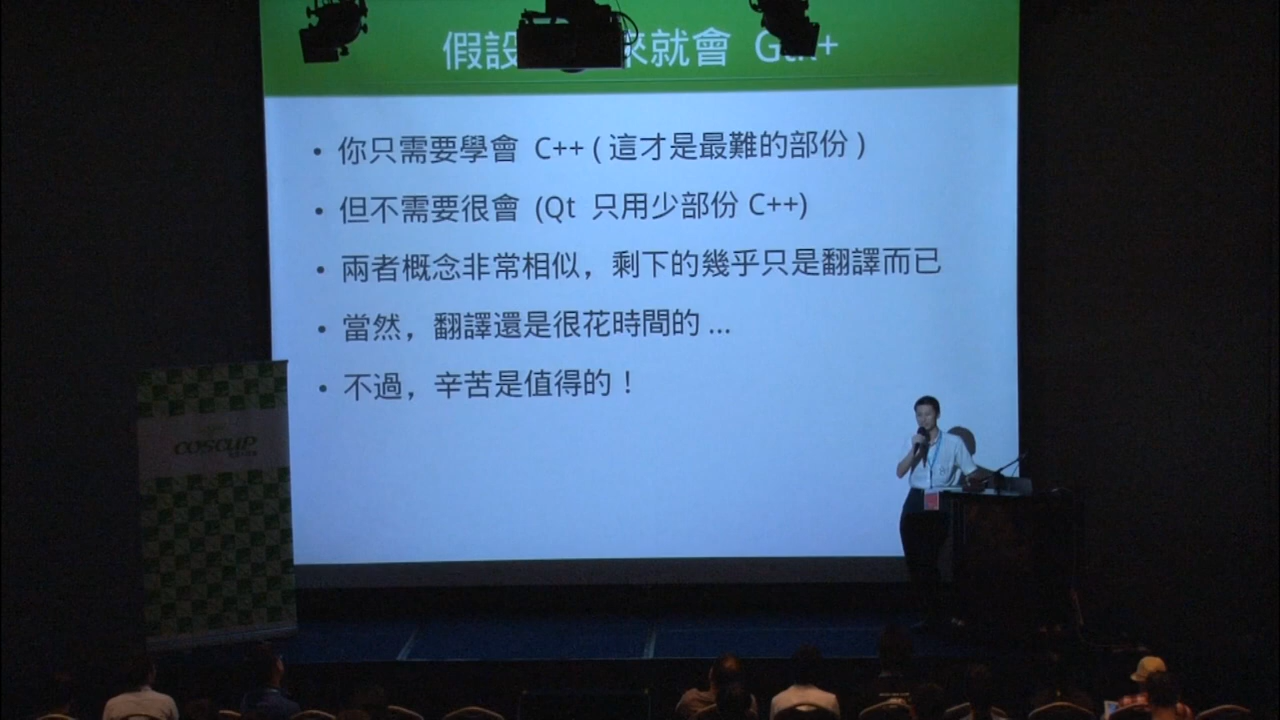 假設 來就會 Gtk+
• 你只需要學會 C++ ( 這才是最難的部份 )
• 但不需要很會 (Qt 只用少部份 C++)
• 兩者概念非常相似，剩下的幾乎只是翻譯而已
• 當然，翻譯還是很花時間的 ...
• 不過，辛苦是值得的！
COSCUP